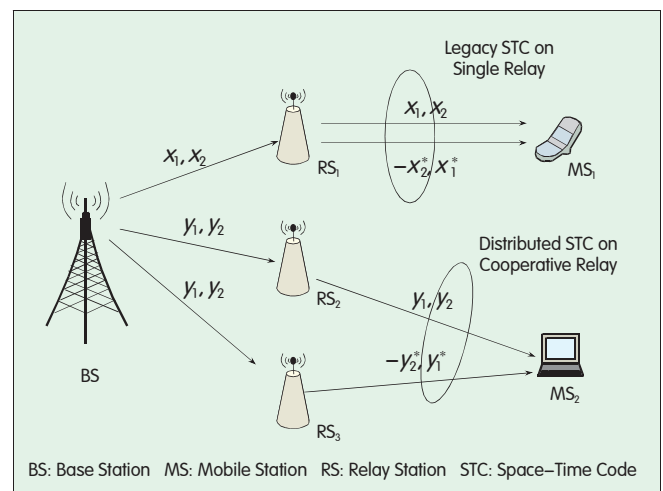 Legacy STC on
Single Relay
x₁, x₂
x₁, x₂
−x₂*, x₁*
RS₁
MS₁
y₁, y₂
y₁, y₂
RS₂
Distributed STC on
Cooperative Relay
y₁, y₂
−y₂*, y₁*
BS
RS₃
MS₂
BS: Base Station MS: Mobile Station RS: Relay Station STC: Space–Time Code